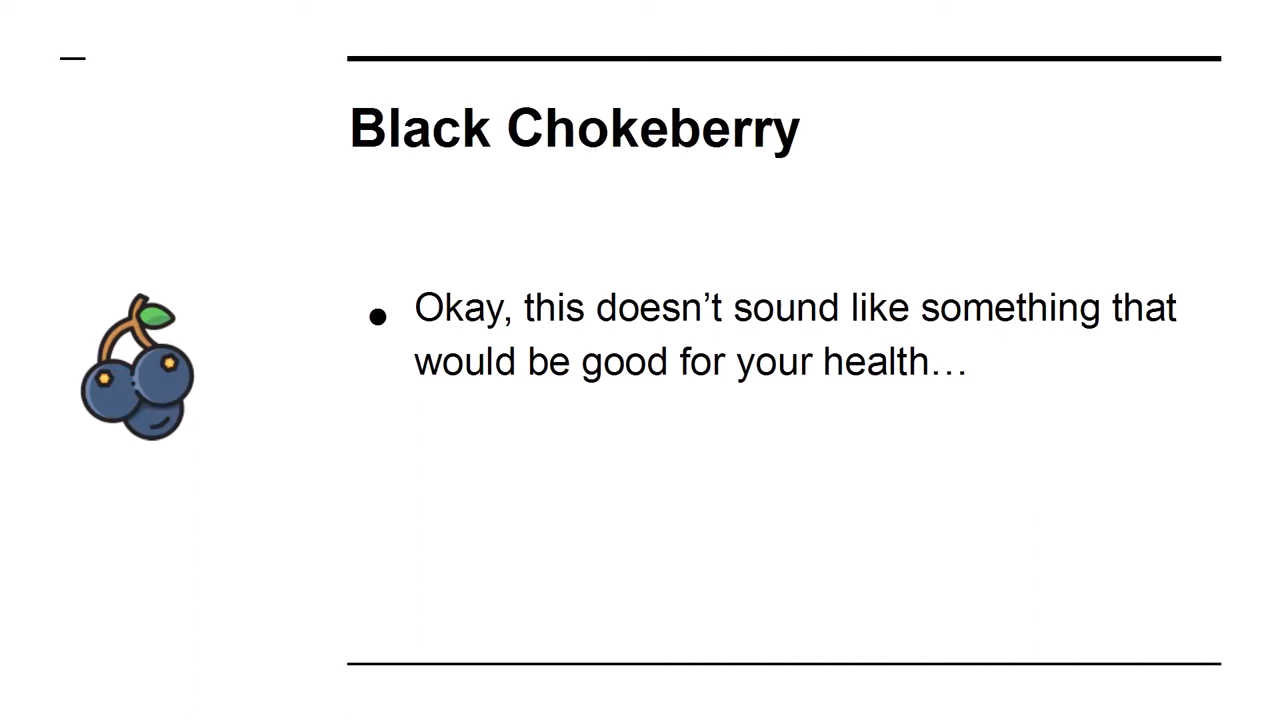 Black Chokeberry
● Okay, this doesn’t sound like something that
would be good for your health…